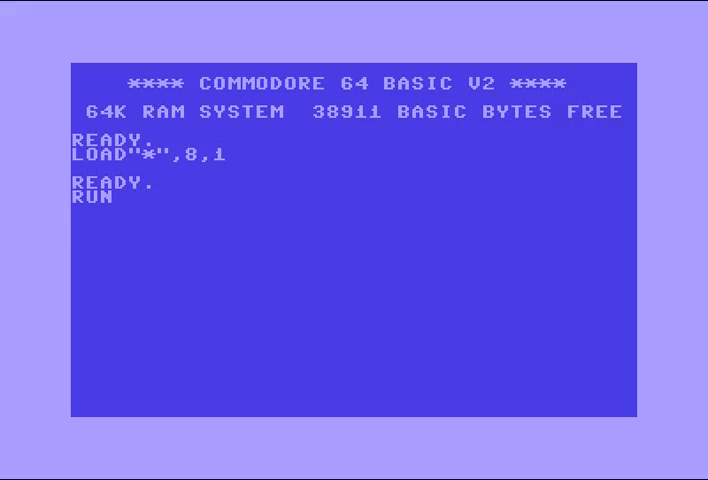 **** COMMODORE 64 BASIC V2 ****
64K RAM SYSTEM  38911 BASIC BYTES FREE
READY.
LOAD"*",8,1
READY.
RUN